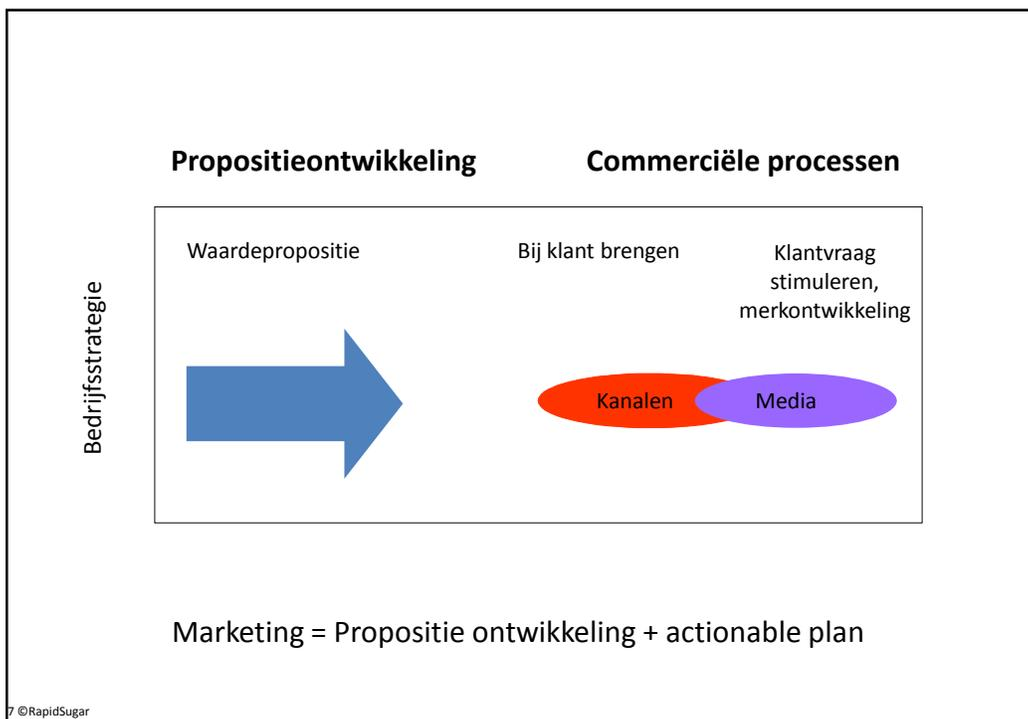 Propositieontwikkeling
Commerciële processen
Bedrijfsstrategie
Waardepropositie
Bij klant brengen
Klantvraag
stimuleren,
merkontwikkeling
Kanalen
Media
Marketing = Propositie ontwikkeling + actionable plan
7 ©RapidSugar